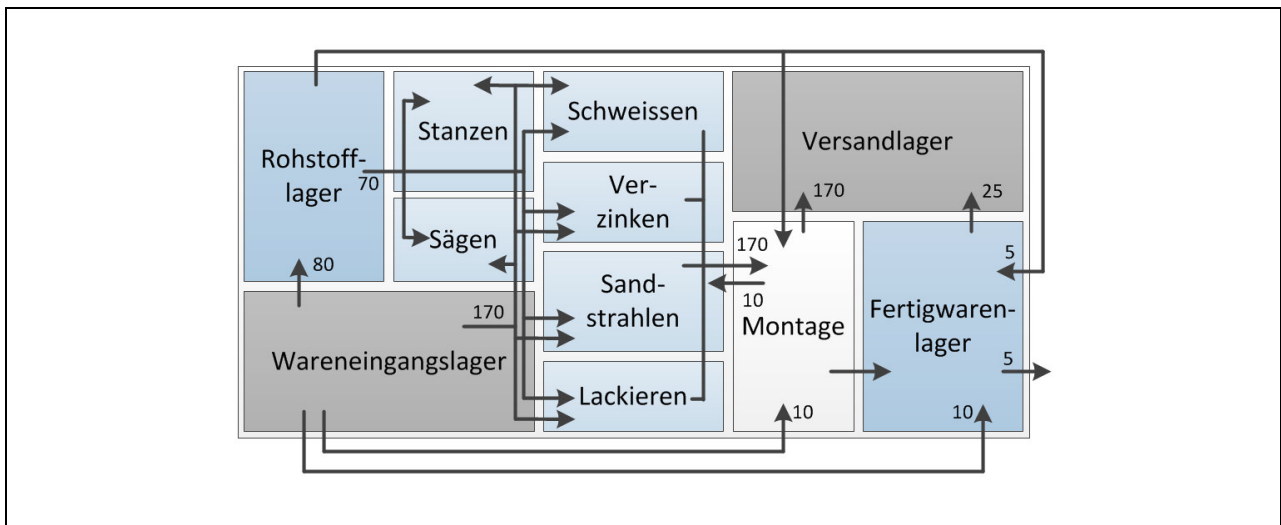 Stanzen
Schweissen
Versandlager
Rohstoff-
lager
70
Ver-
zinken
170
25
Sägen
80
170
5
Sand-
strahlen
10
Montage
Fertigwaren-
lager
170
Wareneingangslager
5
Lackieren
10
10